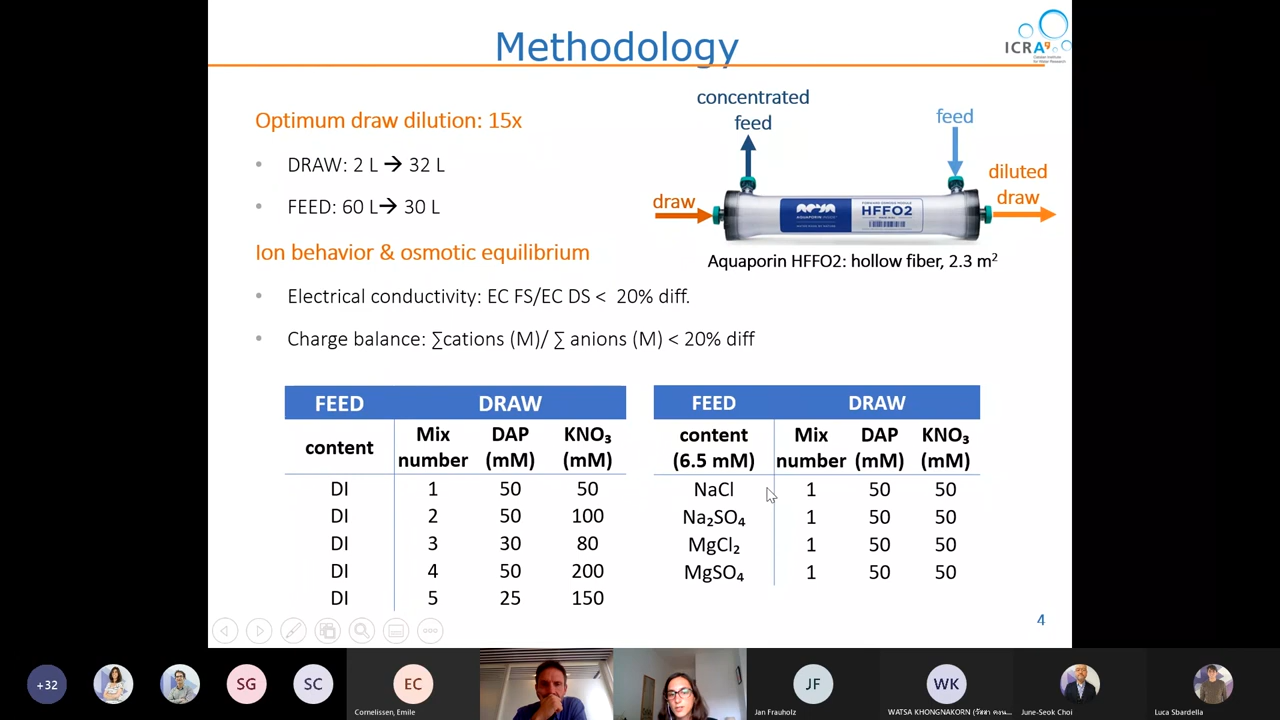 Methodology
ICRA
Optimum draw dilution: 15x
• DRAW: 2 L → 32 L
• FEED: 60 L→ 30 L
Ion behavior & osmotic equilibrium
• Electrical conductivity: EC FS/EC DS < 20% diff.
• Charge balance: ∑cations (M)/ ∑ anions (M) < 20% diff
concentrated
feed
feed
draw
diluted
draw
HFFO2
Aquaporin HFFO2: hollow fiber, 2.3 m²
FEED DRAW
content Mix number DAP (mM) KNO₃ (mM)
DI 1 50 50
DI 2 50 100
DI 3 30 80
DI 4 50 200
DI 5 25 150
FEED DRAW
content (6.5 mM) Mix number DAP (mM) KNO₃ (mM)
NaCl 1 50 50
Na₂SO₄ 1 50 50
MgCl₂ 1 50 50
MgSO₄ 1 50 50
4
+32
SG
SC
EC
Cornelissen, Emile
JF
Jan Frauholz
WK
WATSA KHONGNAKORN
June-Seok Choi
Luca Sbardella